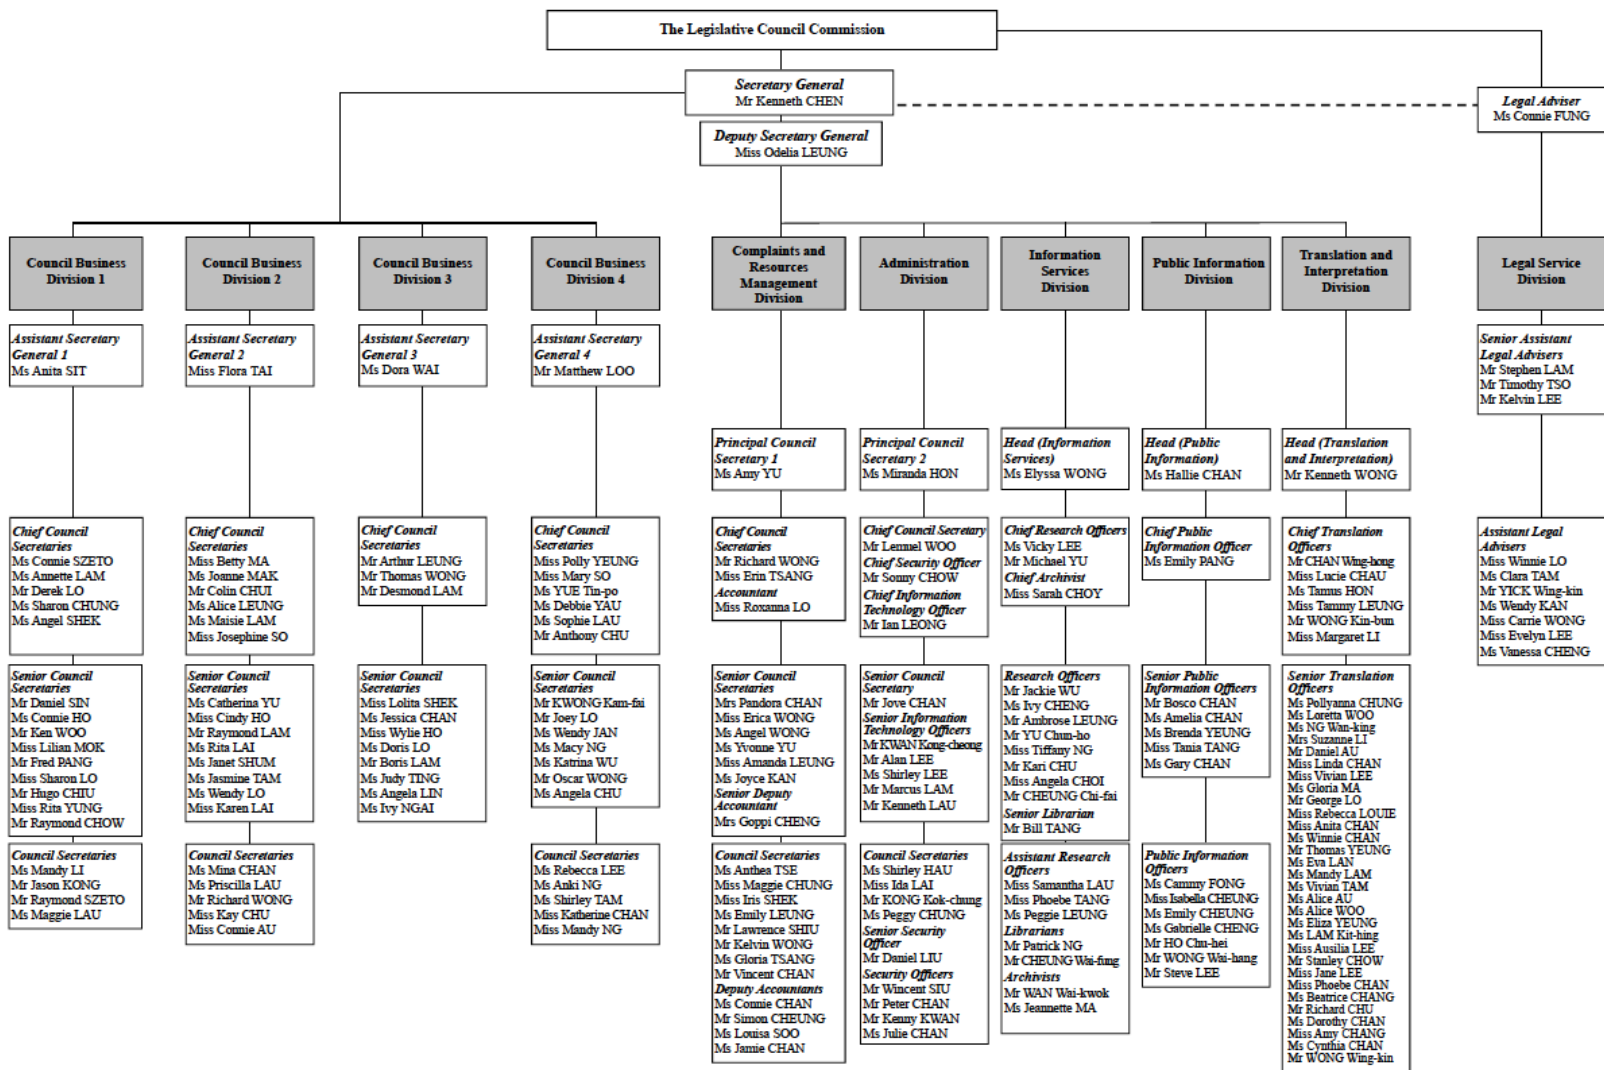 The Legislative Council Commission
Secretary General
Mr Kenneth CHEN
Legal Adviser
Ms Connie FUNG
Deputy Secretary General
Miss Odelia LEUNG
Council Business
Division 1
Council Business
Division 2
Council Business
Division 3
Council Business
Division 4
Complaints and
Resources
Management
Division
Administration
Division
Information
Services
Division
Public Information
Division
Translation and
Interpretation
Division
Legal Service
Division
Assistant Secretary
General 1
Ms Anita SIT
Assistant Secretary
General 2
Miss Flora TAI
Assistant Secretary
General 3
Ms Dora WAI
Assistant Secretary
General 4
Mr Matthew LOO
Senior Assistant
Legal Advisers
Mr Stephen LAM
Mr Timothy TSO
Mr Kelvin LEE
Principal Council
Secretary 1
Ms Amy YU
Principal Council
Secretary 2
Ms Miranda HON
Head (Information
Services)
Ms Elyssa WONG
Head (Public
Information)
Ms Hallie CHAN
Head (Translation
and Interpretation)
Mr Kenneth WONG
Chief Council
Secretaries
Ms Connie SZETO
Ms Annette LAM
Mr Derek LO
Ms Sharon CHUNG
Ms Angel SHEK
Chief Council
Secretaries
Miss Betty MA
Ms Joanne MAK
Mr Colin CHUI
Ms Alice LEUNG
Ms Maisie LAM
Miss Josephine SO
Chief Council
Secretaries
Mr Arthur LEUNG
Mr Thomas WONG
Mr Desmond LAM
Chief Council
Secretaries
Miss Polly YEUNG
Miss Mary SO
Ms YUE Tin-po
Ms Debbie YAU
Ms Sophie LAU
Mr Anthony CHU
Chief Council
Secretaries
Mr Richard WONG
Miss Erin TSANG
Accountant
Miss Roxanna LO
Chief Council Secretary
Mr Lemuel WOO
Chief Security Officer
Mr Sonny CHOW
Chief Information
Technology Officer
Mr Ian LEONG
Chief Research Officers
Ms Vicky LEE
Mr Michael YU
Chief Archivist
Miss Sarah CHOY
Chief Public
Information Officer
Ms Emily PANG
Chief Translation
Officers
Mr CHAN Wing-hong
Miss Lucie CHAU
Ms Tamus HON
Miss Tammy LEUNG
Mr WONG Kin-bun
Miss Margaret LI
Assistant Legal
Advisers
Miss Winnie LO
Ms Clara TAM
Mr YICK Wing-kin
Ms Wendy KAN
Miss Carrie WONG
Miss Evelyn LEE
Ms Vanessa CHENG
Senior Council
Secretaries
Mr Daniel SIN
Ms Connie HO
Mr Ken WOO
Miss Lilian MOK
Mr Fred PANG
Miss Sharon LO
Mr Hugo CHIU
Miss Rita YUNG
Mr Raymond CHOW
Senior Council
Secretaries
Ms Catherina YU
Miss Cindy HO
Mr Raymond LAM
Ms Rita LAI
Ms Janet SHUM
Ms Jasmine TAM
Ms Wendy LO
Miss Karen LAI
Senior Council
Secretaries
Miss Lolita SHEK
Ms Jessica CHAN
Miss Wylie HO
Ms Doris LO
Mr Boris LAM
Ms Judy TING
Ms Angela LIN
Ms Ivy NGAI
Senior Council
Secretaries
Mr KWONG Kam-fai
Mr Joey LO
Ms Wendy JAN
Ms Macy NG
Ms Katrina WU
Mr Oscar WONG
Ms Angela CHU
Senior Council
Secretaries
Mrs Pandora CHAN
Miss Erica WONG
Ms Angel WONG
Ms Yvonne YU
Miss Amanda LEUNG
Ms Joyce KAN
Senior Deputy
Accountant
Mrs Goppi CHENG
Senior Council
Secretary
Mr Jove CHAN
Senior Information
Technology Officers
Mr KWAN Kong-cheong
Mr Alan LEE
Ms Shirley LEE
Mr Marcus LAM
Mr Kenneth LAU
Research Officers
Mr Jackie WU
Ms Ivy CHENG
Mr Ambrose LEUNG
Mr YU Chun-ho
Miss Tiffany NG
Mr Kari CHU
Miss Angela CHOI
Mr CHEUNG Chi-fai
Senior Librarian
Mr Bill TANG
Senior Public
Information Officers
Mr Bosco CHAN
Ms Amelia CHAN
Ms Brenda YEUNG
Miss Tania TANG
Ms Gary CHAN
Senior Translation
Officers
Ms Pollyanna CHUNG
Ms Loretta WOO
Ms NG Wan-king
Mrs Suzanne LI
Mr Daniel AU
Miss Linda CHAN
Miss Vivian LEE
Ms Gloria MA
Mr George LO
Miss Rebecca LOUIE
Miss Anita CHAN
Ms Winnie CHAN
Mr Thomas YEUNG
Ms Eva LAN
Ms Mandy LAM
Ms Vivian TAM
Ms Alice AU
Ms Alice WOO
Ms Eliza YEUNG
Ms LAM Kit-hing
Miss Ausilia LEE
Mr Stanley CHOW
Miss Jane LEE
Miss Phoebe CHAN
Ms Beatrice CHANG
Mr Richard CHU
Ms Dorothy CHAN
Miss Amy CHANG
Ms Cynthia CHAN
Mr WONG Wing-kin
Council Secretaries
Ms Mandy LI
Mr Jason KONG
Mr Raymond SZETO
Ms Maggie LAU
Council Secretaries
Ms Mina CHAN
Ms Priscilla LAU
Mr Richard WONG
Miss Kay CHU
Miss Connie AU
Council Secretaries
Ms Rebecca LEE
Ms Anki NG
Ms Shirley TAM
Miss Katherine CHAN
Miss Mandy NG
Council Secretaries
Ms Anthea TSE
Miss Maggie CHUNG
Miss Iris SHEK
Ms Emily LEUNG
Mr Lawrence SHIU
Mr Kelvin WONG
Ms Gloria TSANG
Mr Vincent CHAN
Deputy Accountants
Ms Connie CHAN
Mr Simon CHEUNG
Ms Louisa SOO
Ms Jamie CHAN
Council Secretaries
Ms Shirley HAU
Miss Ida LAI
Mr KONG Kok-chung
Ms Peggy CHUNG
Senior Security
Officer
Mr Daniel LIU
Security Officers
Mr Wincent SIU
Mr Peter CHAN
Mr Kenny KWAN
Ms Julie CHAN
Assistant Research
Officers
Miss Samantha LAU
Miss Phoebe TANG
Ms Peggie LEUNG
Librarians
Mr Patrick NG
Mr CHEUNG Wai-fung
Archivists
Mr WAN Wai-kwok
Ms Jeannette MA
Public Information
Officers
Ms Cammy FONG
Miss Isabella CHEUNG
Ms Emily CHEUNG
Ms Gabrielle CHENG
Mr HO Chu-hei
Mr WONG Wai-hang
Mr Steve LEE